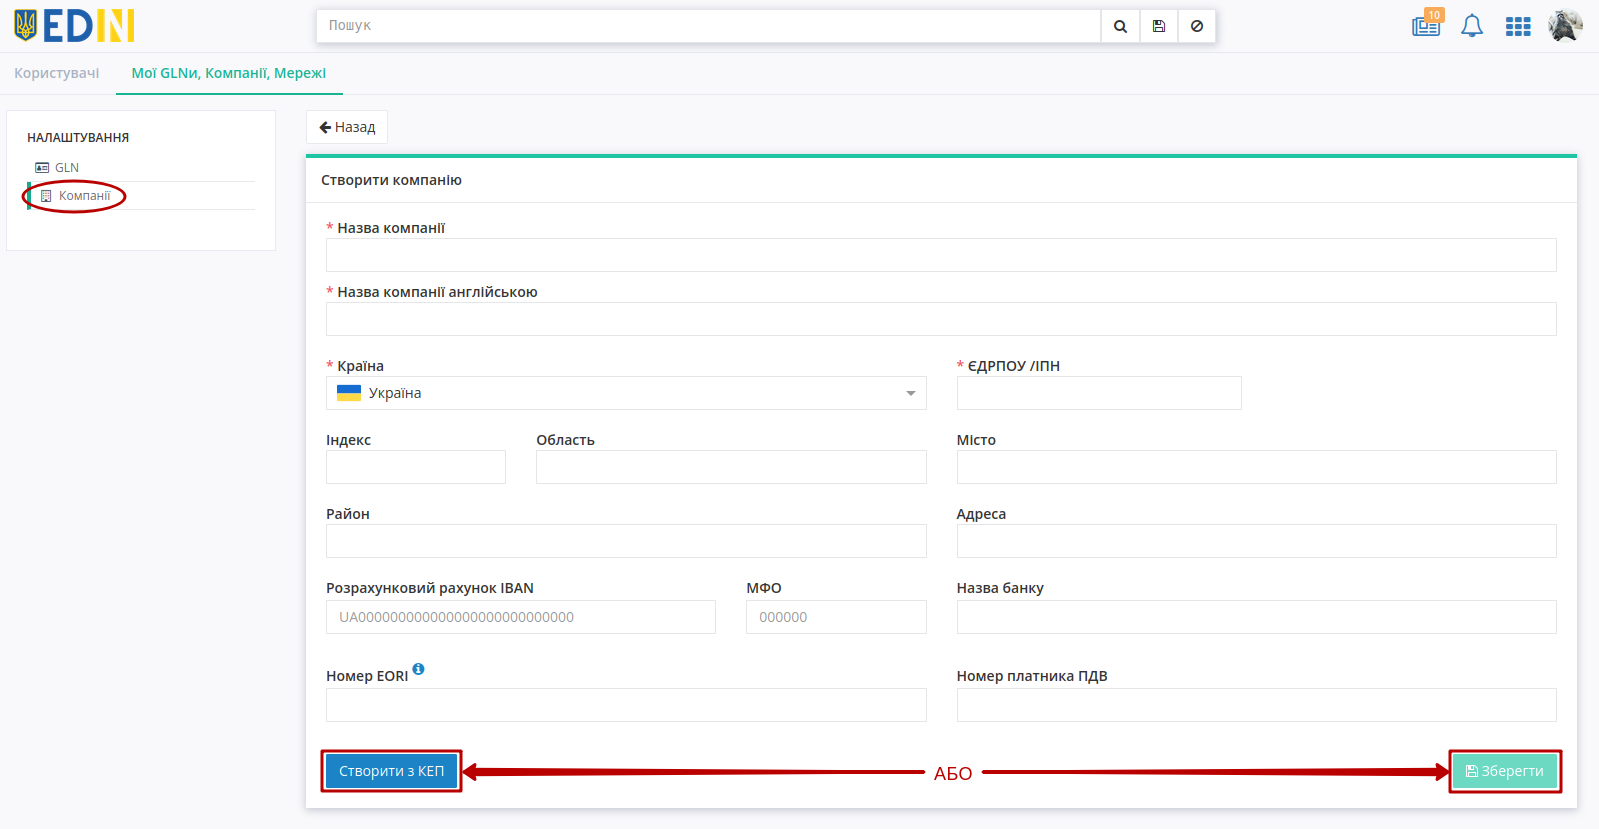 EDIN
Пошук
10
Користувачі
Мої GLNи, Компанії, Мережі
НАЛАШТУВАННЯ
GLN
Компанії
Назад
Створити компанію
* Назва компанії
* Назва компанії англійською
* Країна
* ЄДРПОУ /ІПН
Україна
Індекс
Область
Місто
Район
Адреса
Розрахунковий рахунок IBAN
МФО
Назва банку
UA000000000000000000000000000
000000
Номер EORI
Номер платника ПДВ
Створити з КЕП
АБО
Зберегти